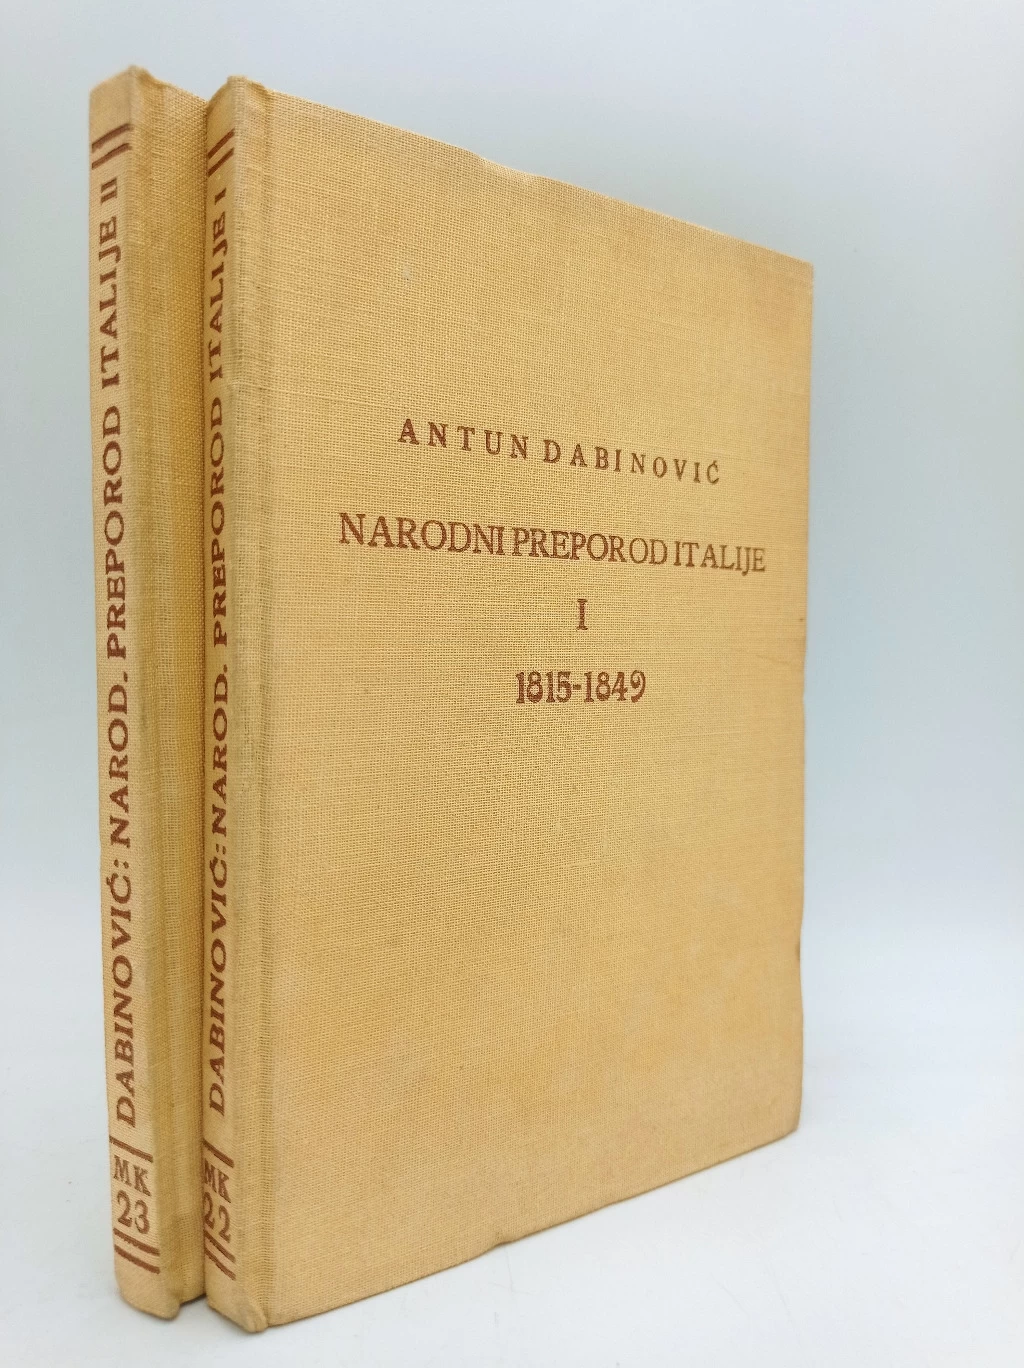 DABINOVIĆ: NAROD. PREPOROD ITALIJE II
MK
23
DABINOVIĆ: NAROD. PREPOROD ITALIJE I
MK
22
ANTUN DABINOVIĆ
NARODNI PREPOROD ITALIJE
I
1815-1849